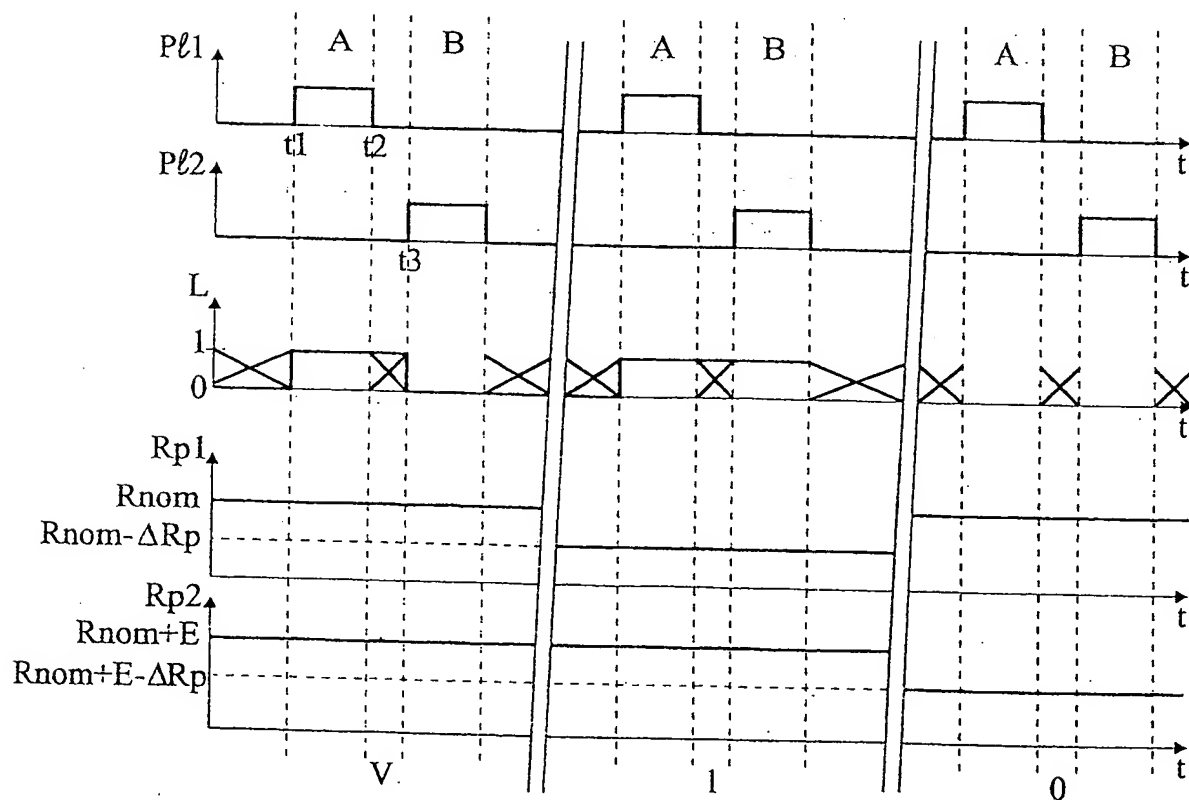 A B A B A B
Pℓ1
t1 t2 t
Pℓ2
t3 t
L
1
0 t
Rp1
Rnom
Rnom-ΔRp
t
Rp2
Rnom+E
Rnom+E-ΔRp
t
V 1 0